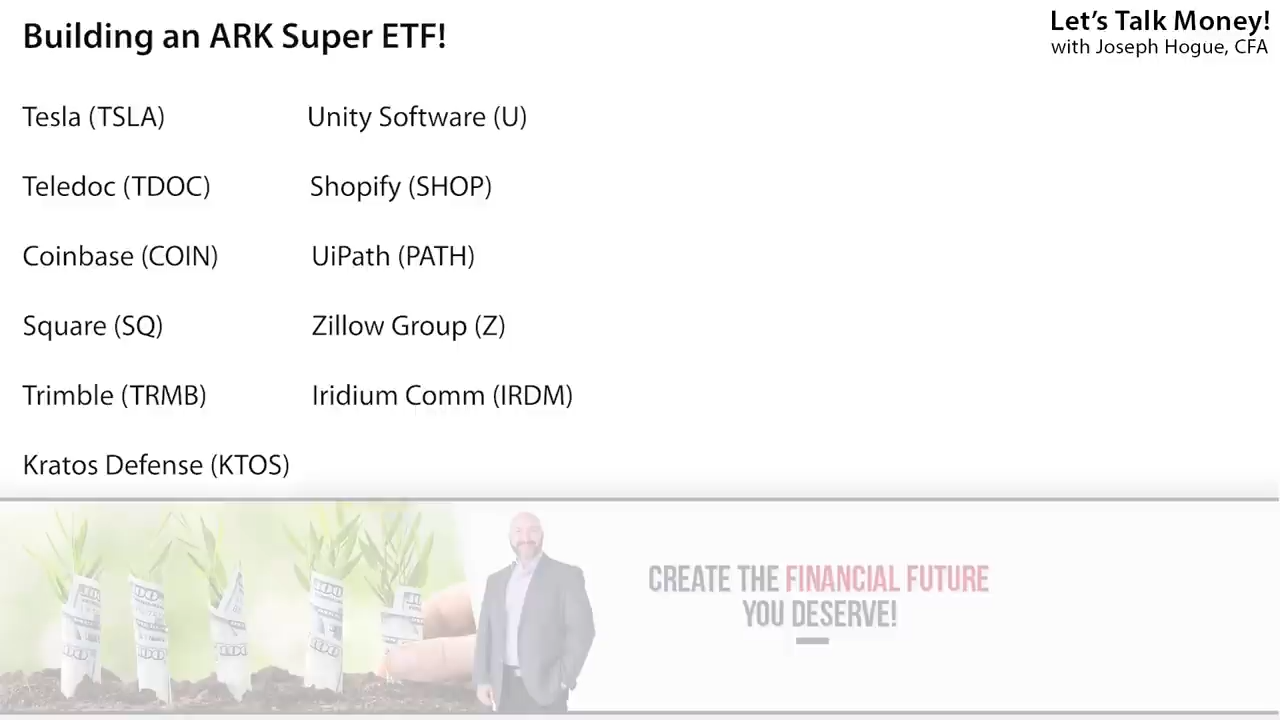 Building an ARK Super ETF!
Let's Talk Money!
with Joseph Hogue, CFA
Tesla (TSLA)
Unity Software (U)
Teledoc (TDOC)
Shopify (SHOP)
Coinbase (COIN)
UiPath (PATH)
Square (SQ)
Zillow Group (Z)
Trimble (TRMB)
Iridium Comm (IRDM)
Kratos Defense (KTOS)
CREATE THE FINANCIAL FUTURE
YOU DESERVE!